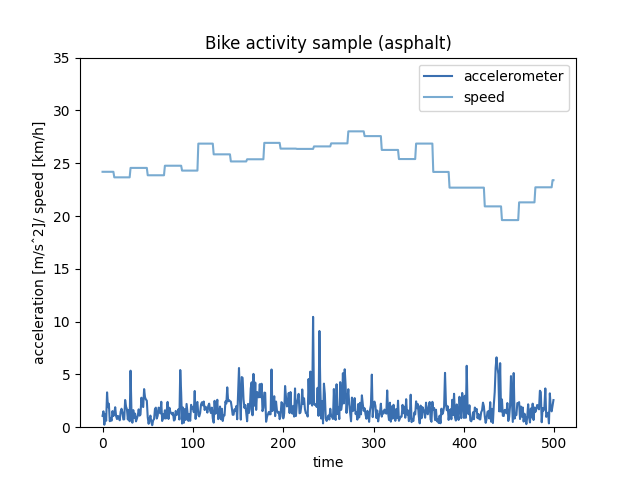 Bike activity sample (asphalt)
accelerometer
speed
35
30
25
20
15
10
5
0
acceleration [m/s^2]/ speed [km/h]
0 100 200 300 400 500
time